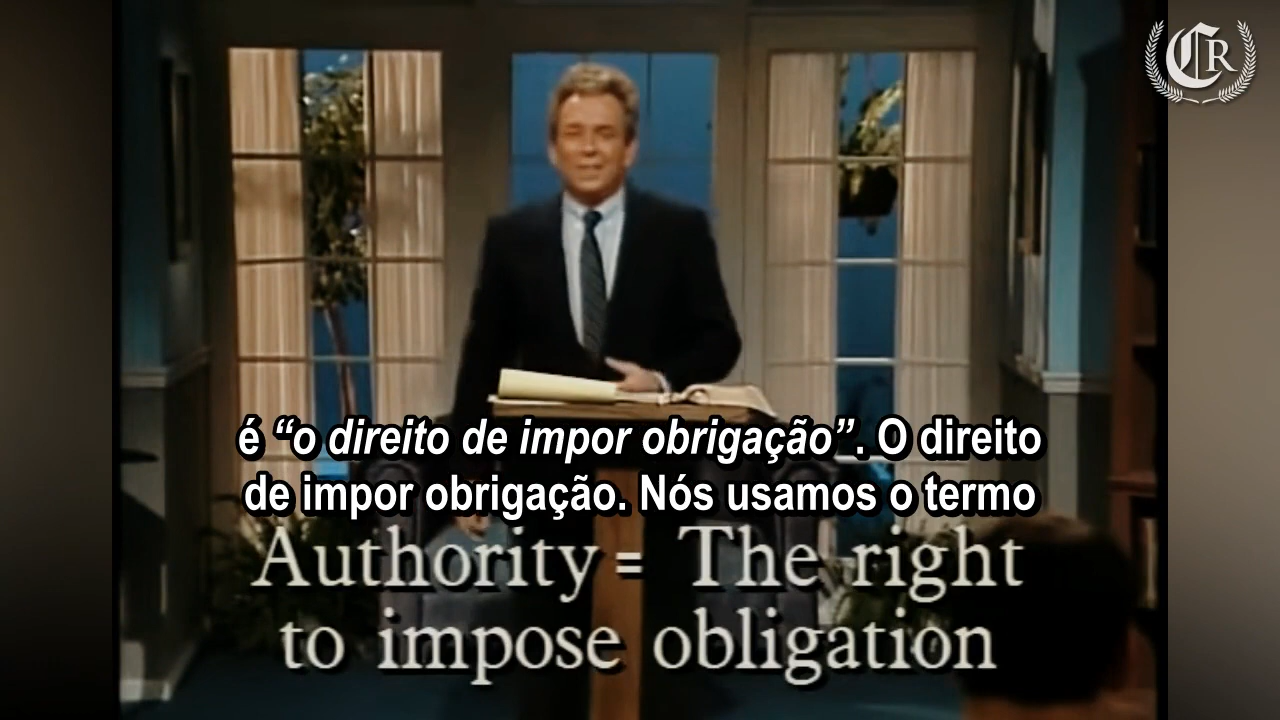 CR
é “o direito de impor obrigação”. O direito
de impor obrigação. Nós usamos o termo
Authority = The right
to impose obligation